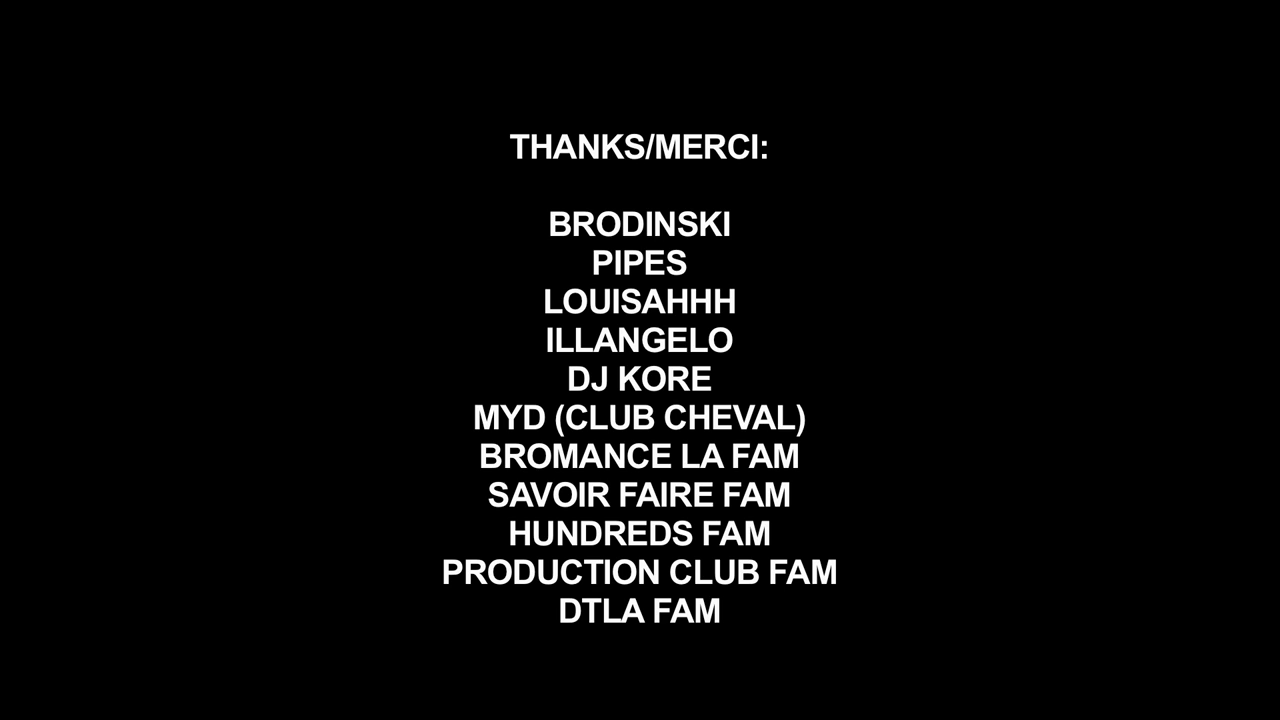 THANKS/MERCI:
BRODINSKI
PIPES
LOUISAHHH
ILLANGELO
DJ KORE
MYD (CLUB CHEVAL)
BROMANCE LA FAM
SAVOIR FAIRE FAM
HUNDREDS FAM
PRODUCTION CLUB FAM
DTLA FAM